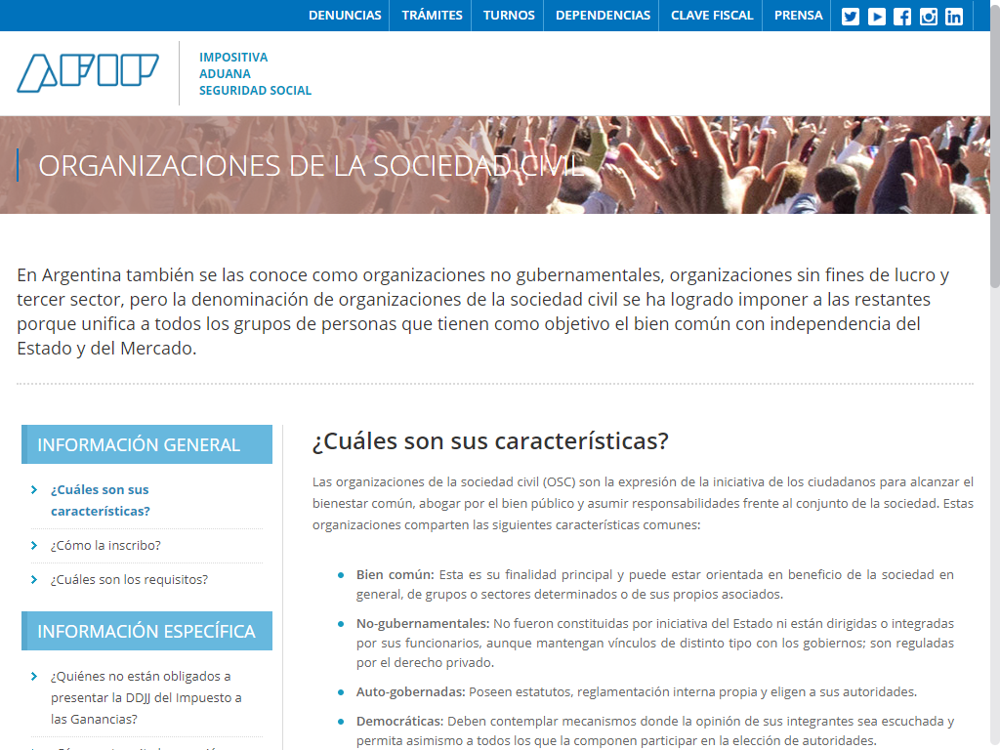 DENUNCIAS TRÁMITES TURNOS DEPENDENCIAS CLAVE FISCAL PRENSA
AFIP
IMPOSITIVA
ADUANA
SEGURIDAD SOCIAL
ORGANIZACIONES DE LA SOCIEDAD CIVIL
En Argentina también se las conoce como organizaciones no gubernamentales, organizaciones sin fines de lucro y
tercer sector, pero la denominación de organizaciones de la sociedad civil se ha logrado imponer a las restantes
porque unifica a todos los grupos de personas que tienen como objetivo el bien común con independencia del
Estado y del Mercado.
INFORMACIÓN GENERAL
¿Cuáles son sus
características?
¿Cómo la inscribo?
¿Cuáles son los requisitos?
INFORMACIÓN ESPECÍFICA
¿Quiénes no están obligados a
presentar la DDJJ del Impuesto a
las Ganancias?
¿Cuáles son sus características?
Las organizaciones de la sociedad civil (OSC) son la expresión de la iniciativa de los ciudadanos para alcanzar el
bienestar común, abogar por el bien público y asumir responsabilidades frente al conjunto de la sociedad. Estas
organizaciones comparten las siguientes características comunes:
Bien común: Esta es su finalidad principal y puede estar orientada en beneficio de la sociedad en
general, de grupos o sectores determinados o de sus propios asociados.
No-gubernamentales: No fueron constituidas por iniciativa del Estado ni están dirigidas o integradas
por sus funcionarios, aunque mantengan vínculos de distinto tipo con los gobiernos; son reguladas
por el derecho privado.
Auto-gobernadas: Poseen estatutos, reglamentación interna propia y eligen a sus autoridades.
Democráticas: Deben contemplar mecanismos donde la opinión de sus integrantes sea escuchada y
permita asimismo a todos los que la componen participar en la elección de autoridades.